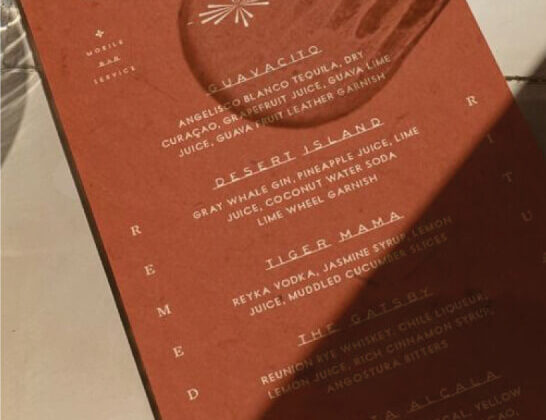 MOBILE
BAR
SERVICE
GUAVACITO
ANGELISCO BLANCO TEQUILA, DRY
CURAÇAO, GRAPEFRUIT JUICE, GUAVA LIME
JUICE, GUAVA FRUIT LEATHER GARNISH
DESERT ISLAND
GRAY WHALE GIN, PINEAPPLE JUICE, LIME
JUICE, COCONUT WATER SODA
LIME WHEEL GARNISH
TIGER MAMA
REYKA VODKA, JASMINE SYRUP, LEMON
JUICE, MUDDLED CUCUMBER SLICES
THE GATSBY
REUNION RYE WHISKEY, CHILE LIQUEUR,
LEMON JUICE, RICH CINNAMON SYRUP,
ANGOSTURA BITTERS
ALCALA
YELLOW
R
E
M
E
D
R
I
T
U